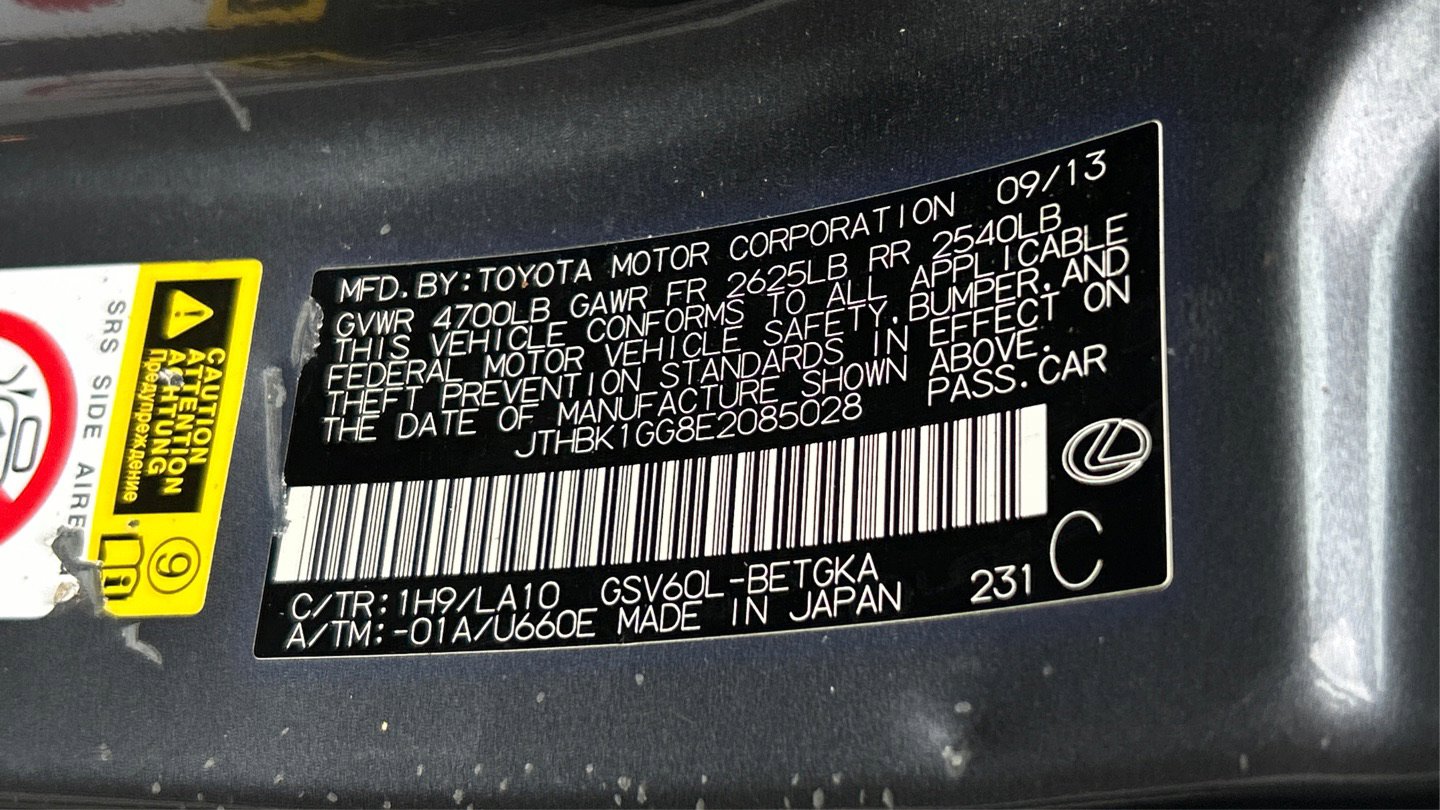 MFD.BY:TOYOTA MOTOR CORPORATION 09/13
GVWR 4700LB GAWR FR 2625LB RR 2540LB
THIS VEHICLE CONFORMS TO ALL APPLICABLE
FEDERAL MOTOR VEHICLE SAFETY,BUMPER,AND
THEFT PREVENTION STANDARDS IN EFFECT ON
THE DATE OF MANUFACTURE SHOWN ABOVE.
JTHBK1GG8E2085028 PASS.CAR
C/TR:1H9/LA10 GSV60L-BETGKA
A/TM:-01A/U660E MADE IN JAPAN 231 C
CAUTION
ATTENTION
ACHTUNG
Предупреждение
9
SRS SIDE